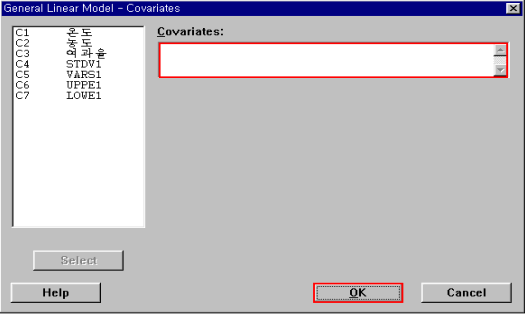 General Linear Model - Covariates
C1 온도
C2 농도
C3 여과율
C4 STDV1
C5 VARS1
C6 UPPE1
C7 LOWE1
Covariates:
Select
Help
OK
Cancel